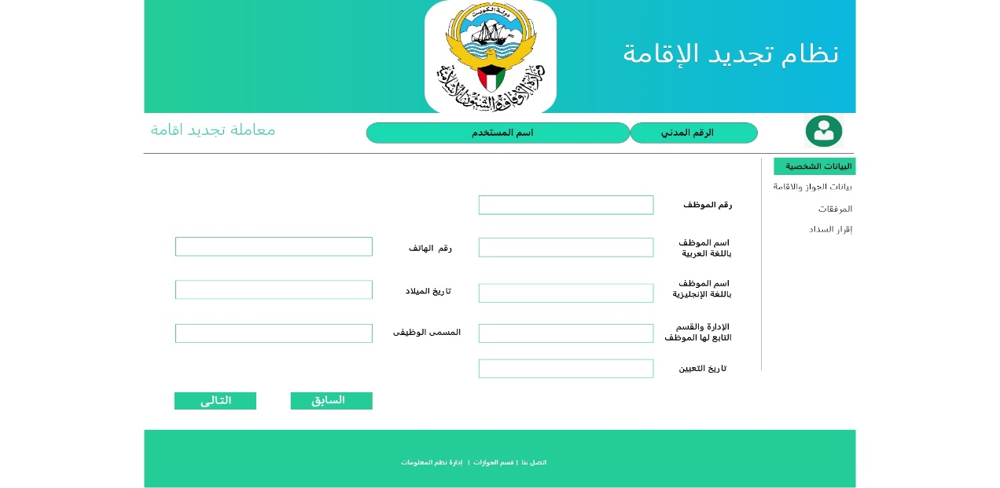 نظام تجديد الإقامة
دولة الكويت
وزارة الأوقاف والشئون الإسلامية
الرقم المدني
اسم المستخدم
معاملة تجديد اقامة
البيانات الشخصية
بيانات الجواز والاقامة
المرفقات
إقرار السداد
رقم الموظف
اسم الموظف
باللغة العربية
رقم الهاتف
اسم الموظف
باللغة الإنجليزية
تاريخ الميلاد
الإدارة والقسم
التابع لها الموظف
المسمى الوظيفى
تاريخ التعيين
السابق
التالى
اتصل بنا | قسم الجوازات | إدارة نظم المعلومات